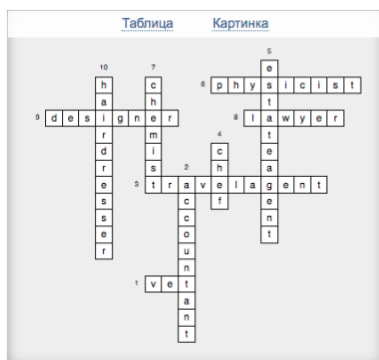 Таблица Картинка
5 estateagent
10 hairdresser
7 chemist
6 physicist
9 designer
8 lawyer
4 chef
2 accountant
3 travelagent
1 vet